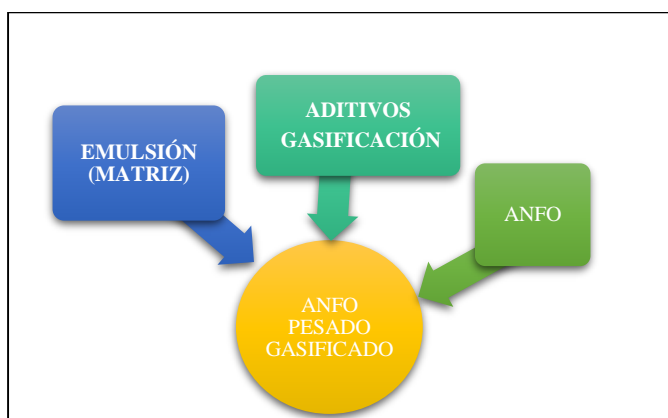 EMULSIÓN
(MATRIZ)
ADITIVOS
GASIFICACIÓN
ANFO
ANFO
PESADO
GASIFICADO